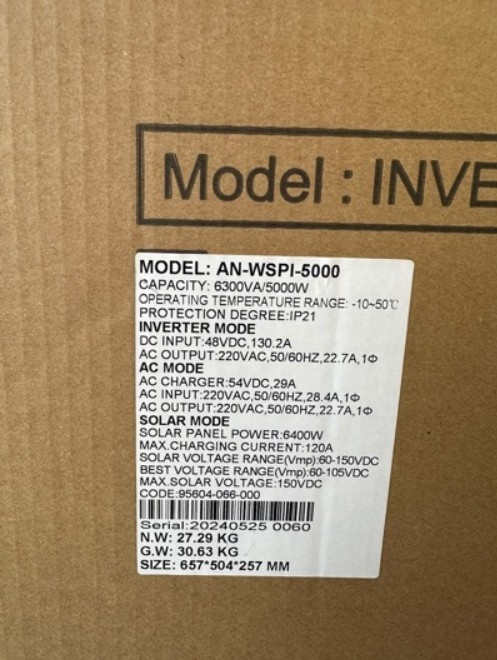 Model : INVE
MODEL: AN-WSPI-5000
CAPACITY: 6300VA/5000W
OPERATING TEMPERATURE RANGE: -10~50℃
PROTECTION DEGREE:IP21
INVERTER MODE
DC INPUT:48VDC,130.2A
AC OUTPUT:220VAC,50/60HZ,22.7A,1Φ
AC MODE
AC CHARGER:54VDC,29A
AC INPUT:220VAC,50/60HZ,28.4A,1Φ
AC OUTPUT:220VAC,50/60HZ,22.7A,1Φ
SOLAR MODE
SOLAR PANEL POWER:6400W
MAX.CHARGING CURRENT:120A
SOLAR VOLTAGE RANGE(Vmp):60-150VDC
BEST VOLTAGE RANGE(Vmp):60-105VDC
MAX.SOLAR VOLTAGE:150VDC
CODE:95604-066-000
Serial:20240525 0060
N.W: 27.29 KG
G.W: 30.63 KG
SIZE: 657*504*257 MM